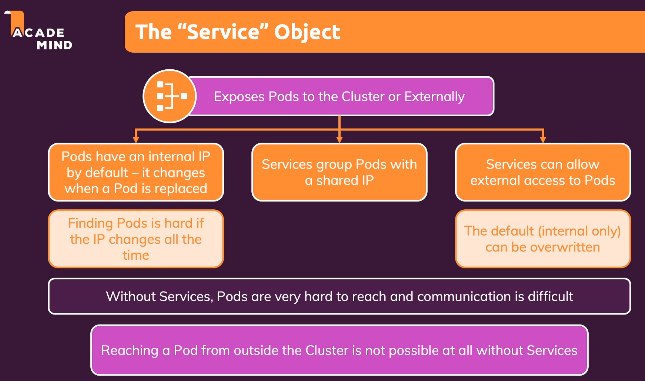 ACADE
MIND
The “Service” Object
Exposes Pods to the Cluster or Externally
Pods have an internal IP
by default – it changes
when a Pod is replaced
Services group Pods with
a shared IP
Services can allow
external access to Pods
Finding Pods is hard if
the IP changes all the
time
The default (internal only)
can be overwritten
Without Services, Pods are very hard to reach and communication is difficult
Reaching a Pod from outside the Cluster is not possible at all without Services